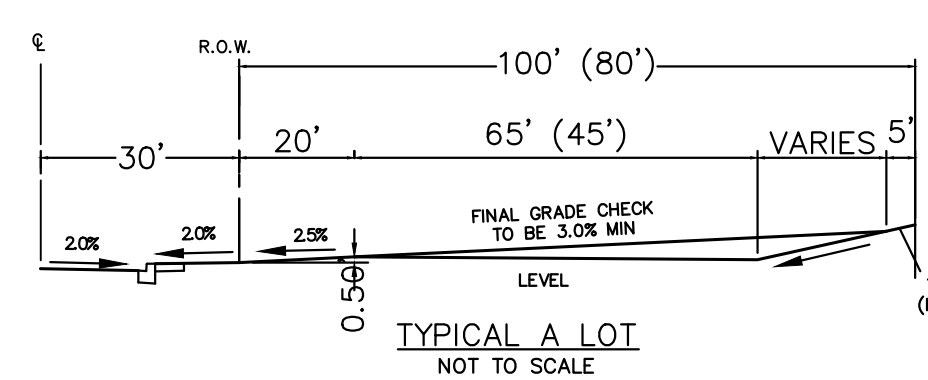 ℄
R.O.W.
100' (80')
20'
65' (45')
VARIES
5'
30'
2.0%
2.0%
2.5%
FINAL GRADE CHECK
TO BE 3.0% MIN
LEVEL
0.50'
TYPICAL A LOT
NOT TO SCALE